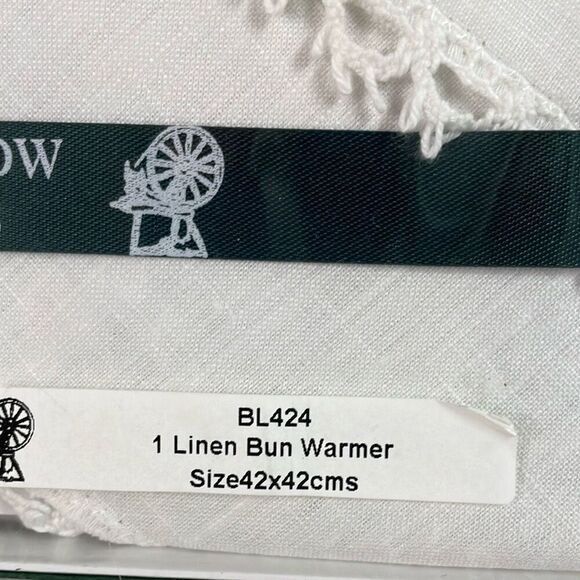 OW
BL424
1 Linen Bun Warmer
Size42x42cms